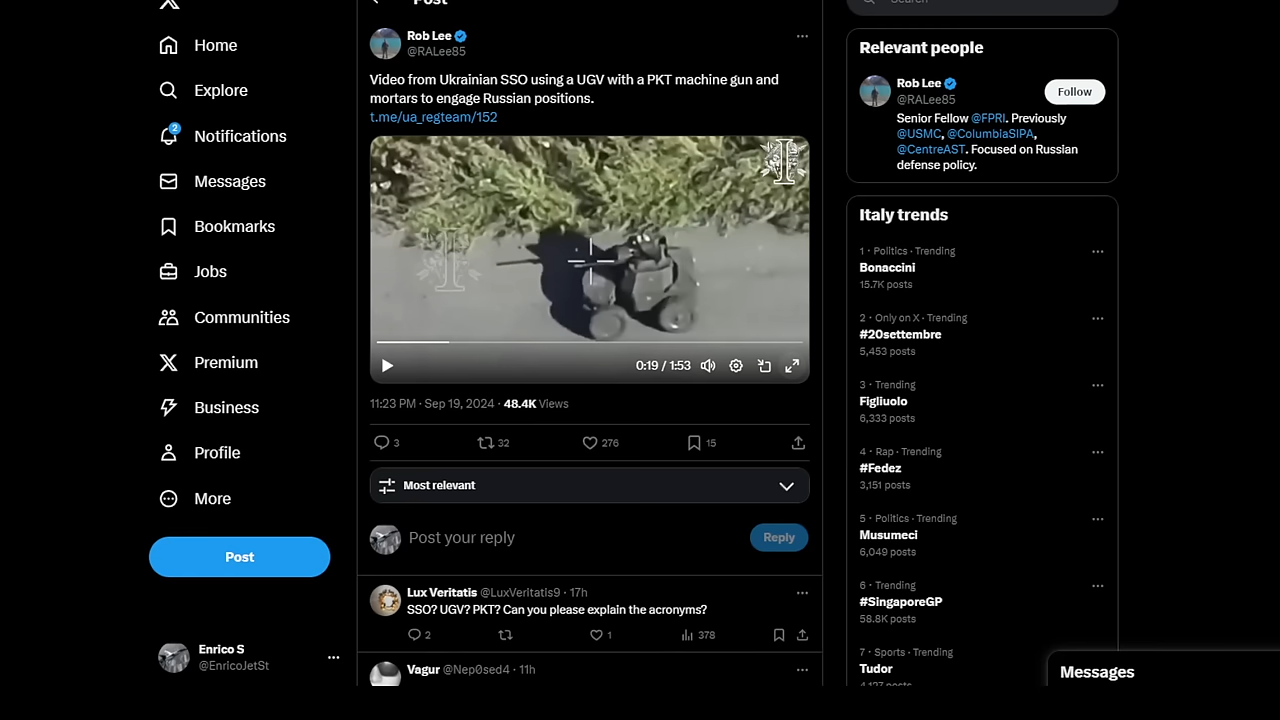 Home
Explore
2
Notifications
Messages
Bookmarks
Jobs
Communities
Premium
Business
Profile
More
Post
Enrico S
@EnricoJetSt
Post
Rob Lee
@RALee85
Video from Ukrainian SSO using a UGV with a PKT machine gun and
mortars to engage Russian positions.
t.me/ua_regteam/152
0:19 / 1:53
11:23 PM · Sep 19, 2024 · 48.4K Views
3
32
276
15
Most relevant
Post your reply
Reply
Lux Veritatis @LuxVeritatis9 · 17h
SSO? UGV? PKT? Can you please explain the acronyms?
2
1
378
Vagur @Nep0sed4 · 11h
Search
Relevant people
Rob Lee
@RALee85
Follow
Senior Fellow @FPRI. Previously
@USMC, @ColumbiaSIPA,
@CentreAST. Focused on Russian
defense policy.
Italy trends
1 · Politics · Trending
Bonaccini
15.7K posts
2 · Only on X · Trending
#20settembre
5,453 posts
3 · Trending
Figliuolo
6,333 posts
4 · Rap · Trending
#Fedez
3,151 posts
5 · Politics · Trending
Musumeci
6,049 posts
6 · Trending
#SingaporeGP
58.8K posts
7 · Sports · Trending
Tudor
Messages